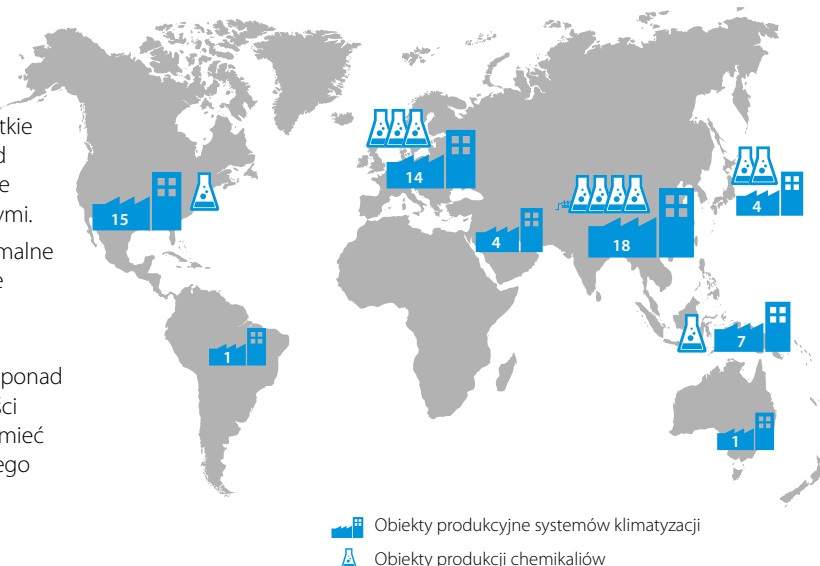 tkie
d
e
ymi.
malne
e
ponad
ści
mieć
ego
15
14
4
18
4
1
7
1
Obiekty produkcyjne systemów klimatyzacji
Obiekty produkcji chemikaliów